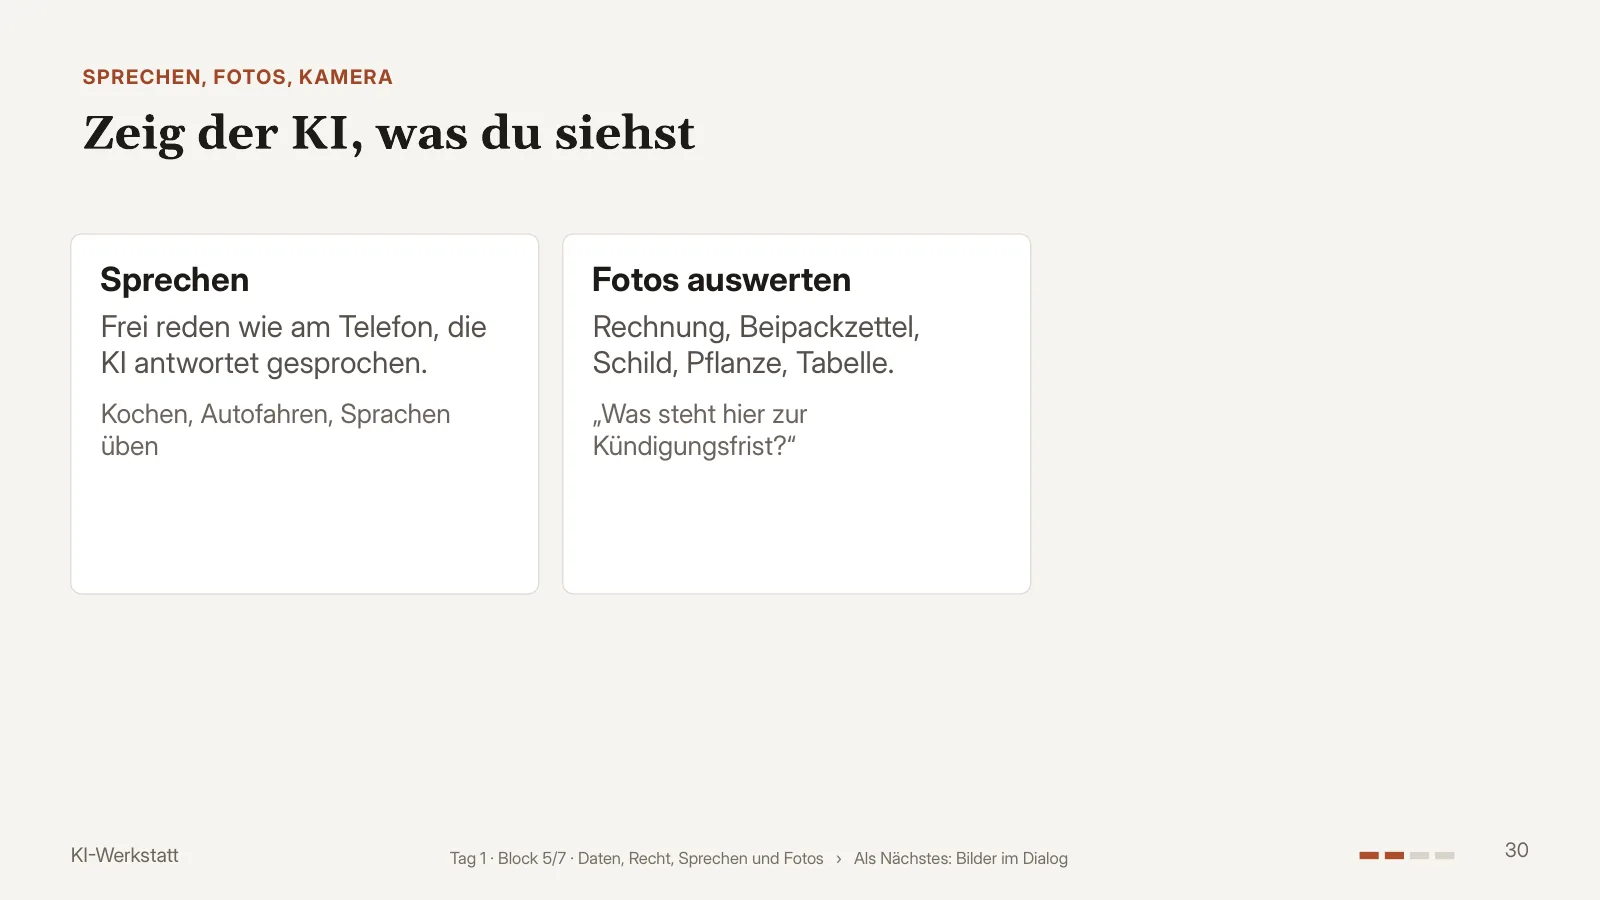 SPRECHEN, FOTOS, KAMERA
Zeig der KI, was du siehst
Sprechen
Frei reden wie am Telefon, die
KI antwortet gesprochen.
Kochen, Autofahren, Sprachen
üben
Fotos auswerten
Rechnung, Beipackzettel,
Schild, Pflanze, Tabelle.
„Was steht hier zur
Kündigungsfrist?“
KI-Werkstatt
Tag 1 · Block 5/7 · Daten, Recht, Sprechen und Fotos › Als Nächstes: Bilder im Dialog
30